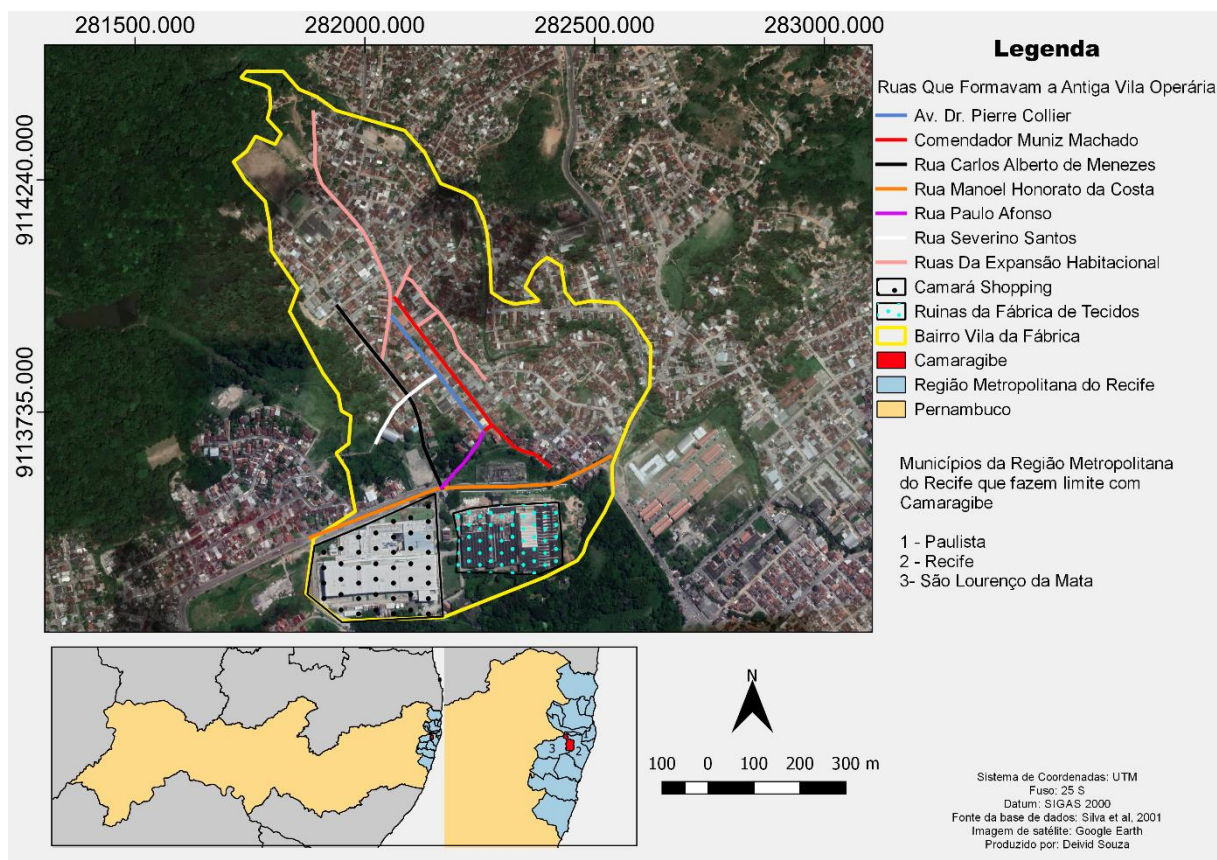 281500.000 282000.000 282500.000 283000.000
9114240.000
9113735.000
Legenda
Ruas Que Formavam a Antiga Vila Operária
Av. Dr. Pierre Collier
Comendador Muniz Machado
Rua Carlos Alberto de Menezes
Rua Manoel Honorato da Costa
Rua Paulo Afonso
Rua Severino Santos
Ruas Da Expansão Habitacional
Camará Shopping
Ruinas da Fábrica de Tecidos
Bairro Vila da Fábrica
Camaragibe
Região Metropolitana do Recife
Pernambuco
Municípios da Região Metropolitana
do Recife que fazem limite com
Camaragibe
1 - Paulista
2 - Recife
3- São Lourenço da Mata
1
3 2
N
100 0 100 200 300 m
Sistema de Coordenadas: UTM
Fuso: 25 S
Datum: SIGAS 2000
Fonte da base de dados: Silva et al, 2001
Imagem de satélite: Google Earth
Produzido por: Deivid Souza